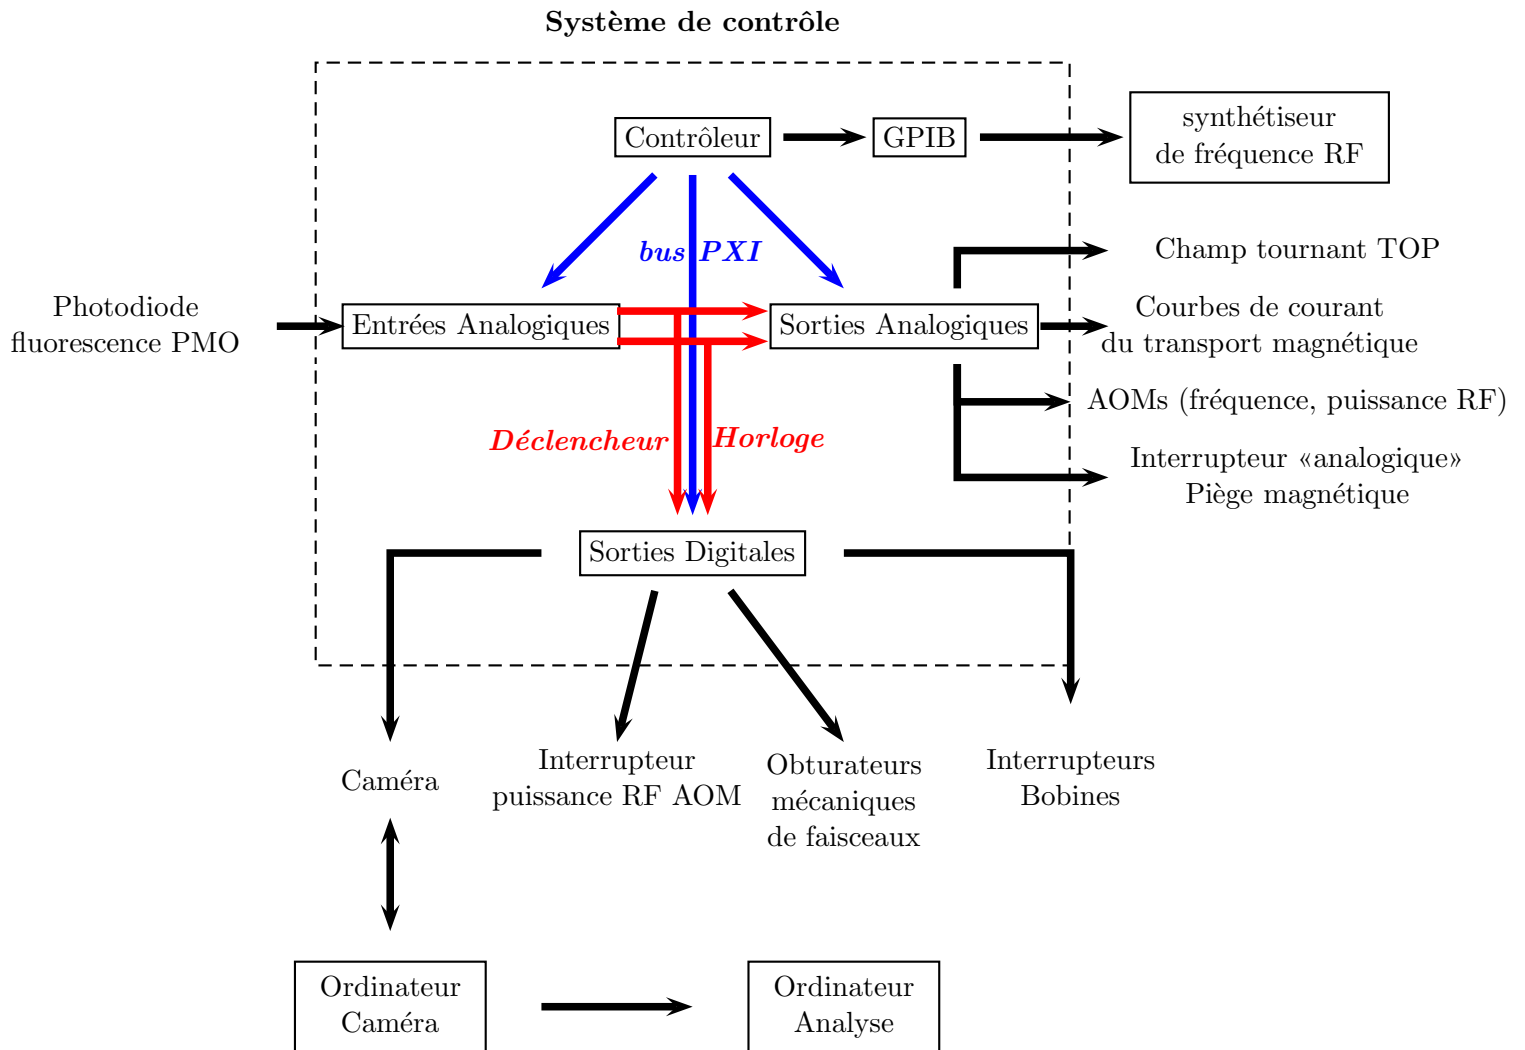 Système de contrôle
Contrôleur
GPIB
synthétiseur
de fréquence RF
bus PXI
Champ tournant TOP
Photodiode
fluorescence PMO
Entrées Analogiques
Sorties Analogiques
Courbes de courant
du transport magnétique
AOMs (fréquence, puissance RF)
Déclencheur
Horloge
Interrupteur «analogique»
Piège magnétique
Sorties Digitales
Caméra
Interrupteur
puissance RF AOM
Obturateurs
mécaniques
de faisceaux
Interrupteurs
Bobines
Ordinateur
Caméra
Ordinateur
Analyse